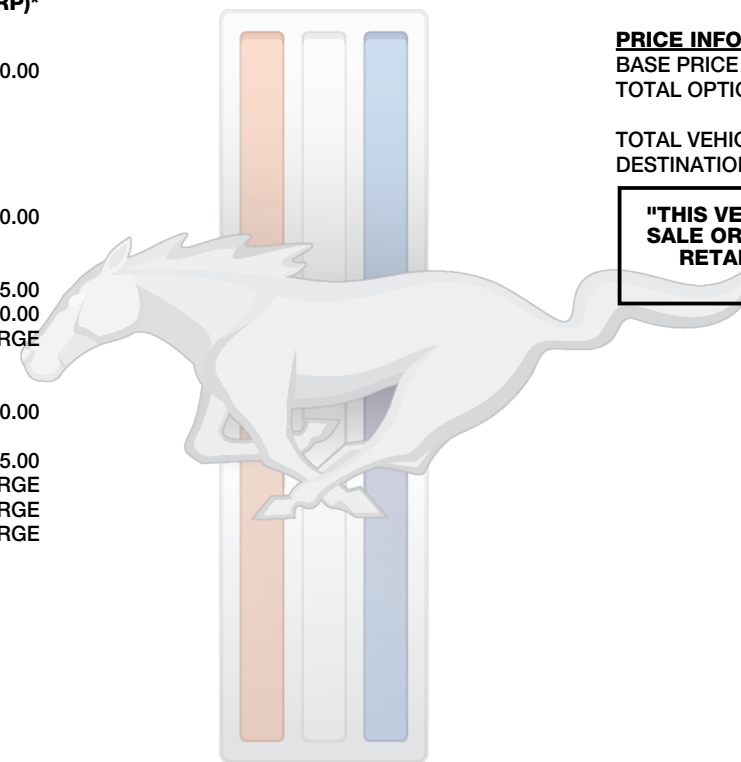 RP)*
0.00
0.00
5.00
0.00
RGE
0.00
5.00
RGE
RGE
RGE
PRICE INFO
BASE PRICE
TOTAL OPTIO
TOTAL VEHIC
DESTINATION
"THIS VE
SALE OR
RETAI